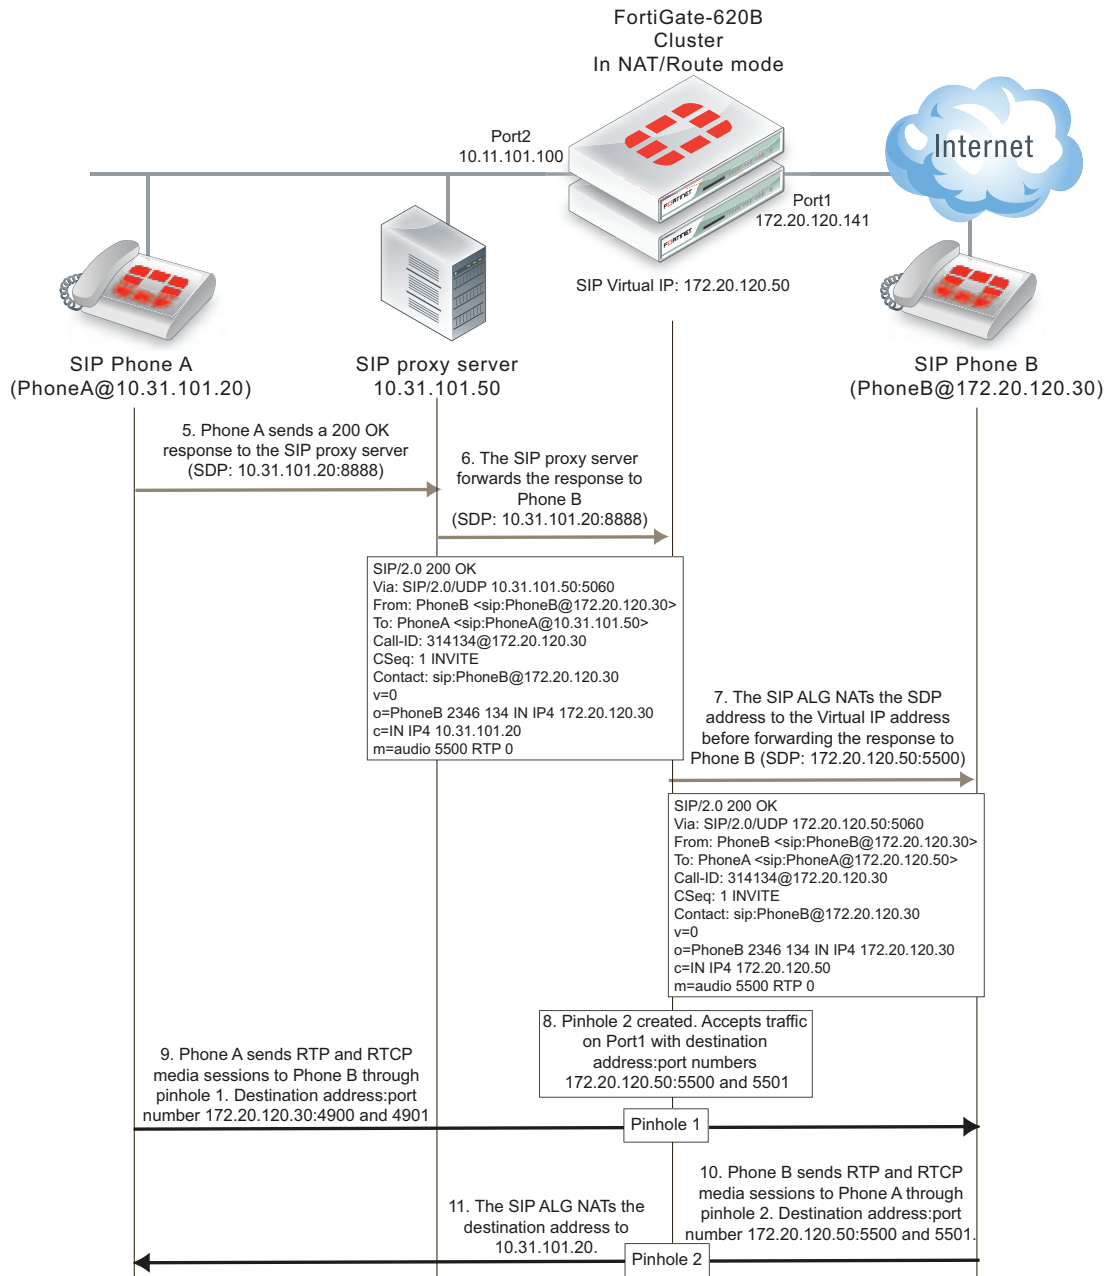 FortiGate-620B
Cluster
In NAT/Route mode
Port2
10.11.101.100
Internet
Port1
172.20.120.141
FORTINET
FORTINET
SIP Virtual IP: 172.20.120.50
SIP Phone A
(PhoneA@10.31.101.20)
SIP proxy server
10.31.101.50
SIP Phone B
(PhoneB@172.20.120.30)
5. Phone A sends a 200 OK
response to the SIP proxy server
(SDP: 10.31.101.20:8888)
6. The SIP proxy server
forwards the response to
Phone B
(SDP: 10.31.101.20:8888)
SIP/2.0 200 OK
Via: SIP/2.0/UDP 10.31.101.50:5060
From: PhoneB <sip:PhoneB@172.20.120.30>
To: PhoneA <sip:PhoneA@10.31.101.50>
Call-ID: 314134@172.20.120.30
CSeq: 1 INVITE
Contact: sip:PhoneB@172.20.120.30
v=0
o=PhoneB 2346 134 IN IP4 172.20.120.30
c=IN IP4 10.31.101.20
m=audio 5500 RTP 0
7. The SIP ALG NATs the SDP
address to the Virtual IP address
before forwarding the response to
Phone B (SDP: 172.20.120.50:5500)
SIP/2.0 200 OK
Via: SIP/2.0/UDP 172.20.120.50:5060
From: PhoneB <sip:PhoneB@172.20.120.30>
To: PhoneA <sip:PhoneA@172.20.120.50>
Call-ID: 314134@172.20.120.30
CSeq: 1 INVITE
Contact: sip:PhoneB@172.20.120.30
v=0
o=PhoneB 2346 134 IN IP4 172.20.120.30
c=IN IP4 172.20.120.50
m=audio 5500 RTP 0
8. Pinhole 2 created. Accepts traffic
on Port1 with destination
address:port numbers
172.20.120.50:5500 and 5501
9. Phone A sends RTP and RTCP
media sessions to Phone B through
pinhole 1. Destination address:port
number 172.20.120.30:4900 and 4901
Pinhole 1
10. Phone B sends RTP and RTCP
media sessions to Phone A through
pinhole 2. Destination address:port
number 172.20.120.50:5500 and 5501.
11. The SIP ALG NATs the
destination address to
10.31.101.20.
Pinhole 2